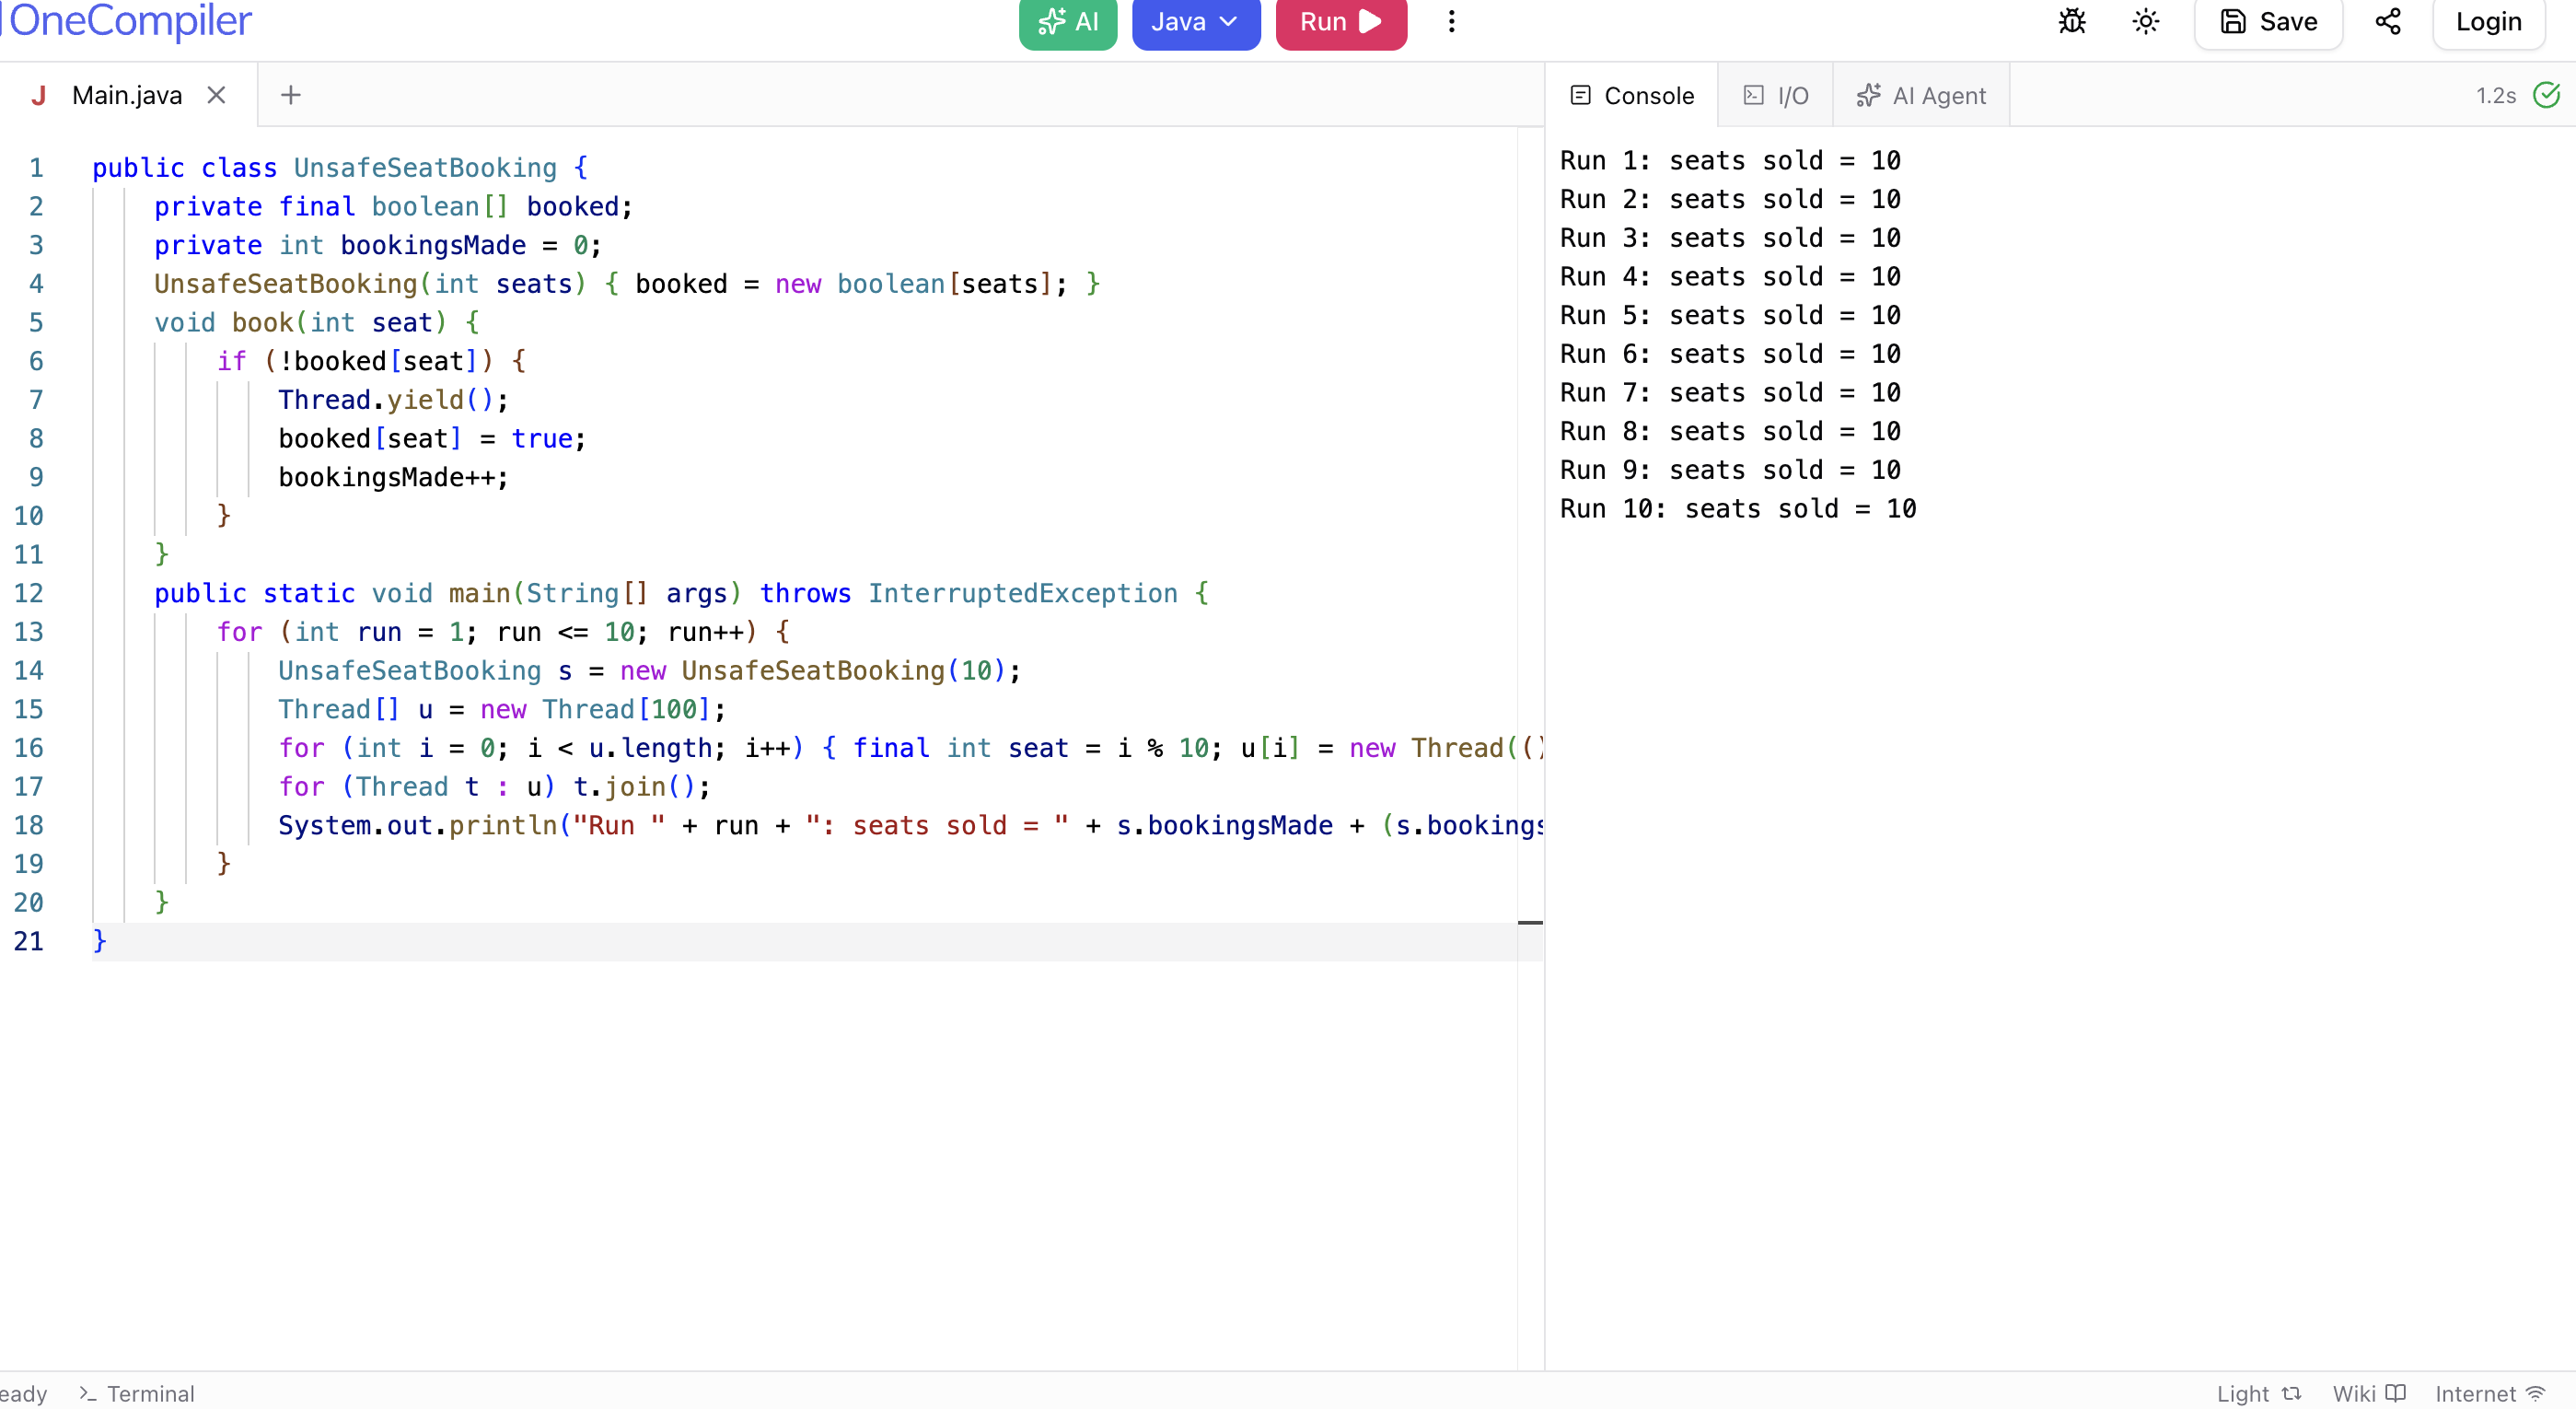 OneCompiler
AI
Java
Run
Save
Login
J Main.java
Console
I/O
AI Agent
1.2s
1 public class UnsafeSeatBooking {
2 private final boolean[] booked;
3 private int bookingsMade = 0;
4 UnsafeSeatBooking(int seats) { booked = new boolean[seats]; }
5 void book(int seat) {
6 if (!booked[seat]) {
7 Thread.yield();
8 booked[seat] = true;
9 bookingsMade++;
10 }
11 }
12 public static void main(String[] args) throws InterruptedException {
13 for (int run = 1; run <= 10; run++) {
14 UnsafeSeatBooking s = new UnsafeSeatBooking(10);
15 Thread[] u = new Thread[100];
16 for (int i = 0; i < u.length; i++) { final int seat = i % 10; u[i] = new Thread(()
17 for (Thread t : u) t.join();
18 System.out.println("Run " + run + ": seats sold = " + s.bookingsMade + (s.bookings
19 }
20 }
21 }
Run 1: seats sold = 10
Run 2: seats sold = 10
Run 3: seats sold = 10
Run 4: seats sold = 10
Run 5: seats sold = 10
Run 6: seats sold = 10
Run 7: seats sold = 10
Run 8: seats sold = 10
Run 9: seats sold = 10
Run 10: seats sold = 10
eady
Terminal
Light
Wiki
Internet